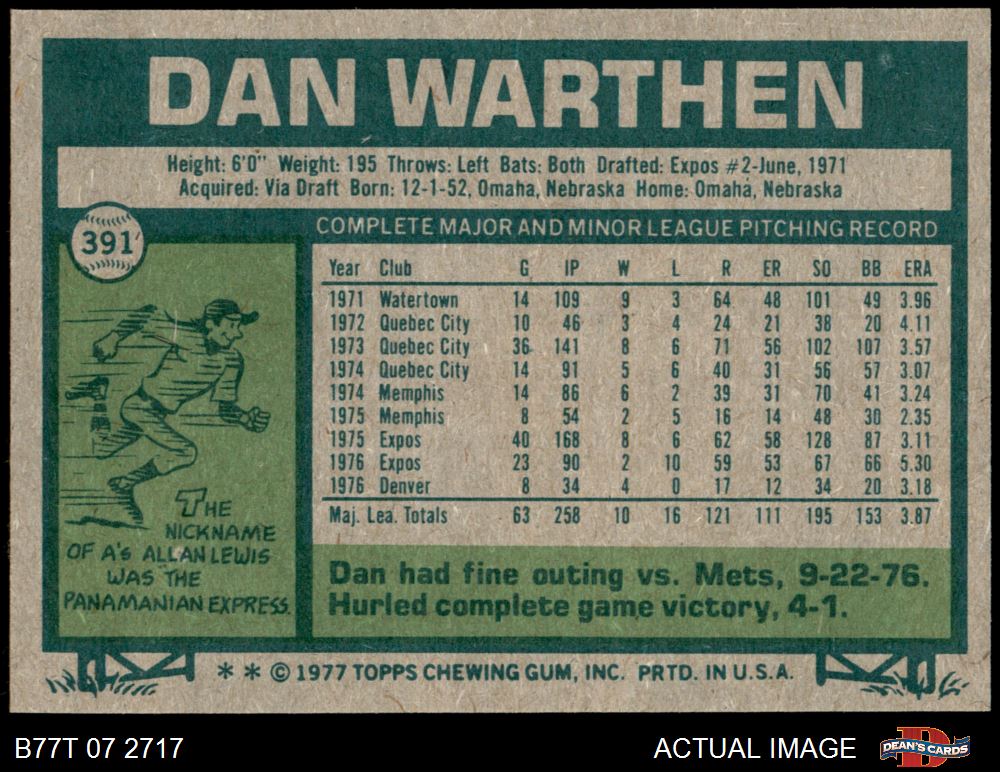 DAN WARTHEN
Height: 6'0" Weight: 195 Throws: Left Bats: Both Drafted: Expos #2-June, 1971
Acquired: Via Draft Born: 12-1-52, Omaha, Nebraska Home: Omaha, Nebraska
391
COMPLETE MAJOR AND MINOR LEAGUE PITCHING RECORD
Year Club G IP W L R ER SO BB ERA
1971 Watertown 14 109 9 3 64 48 101 49 3.96
1972 Quebec City 10 46 3 4 24 21 38 20 4.11
1973 Quebec City 36 141 8 6 71 56 102 107 3.57
1974 Quebec City 14 91 5 6 40 31 56 57 3.07
1974 Memphis 14 86 6 2 39 31 70 41 3.24
1975 Memphis 8 54 2 5 16 14 48 30 2.35
1975 Expos 40 168 8 6 62 58 128 87 3.11
1976 Expos 23 90 2 10 59 53 67 66 5.30
1976 Denver 8 34 4 0 17 12 34 20 3.18
Maj. Lea. Totals 63 258 10 16 121 111 195 153 3.87
THE
NICKNAME
OF A's ALLAN LEWIS
WAS THE
PANAMANIAN EXPRESS.
Dan had fine outing vs. Mets, 9-22-76.
Hurled complete game victory, 4-1.
* * © 1977 TOPPS CHEWING GUM, INC. PRTD. IN U.S.A.
B77T 07 2717
ACTUAL IMAGE
D
DEAN'S CARDS